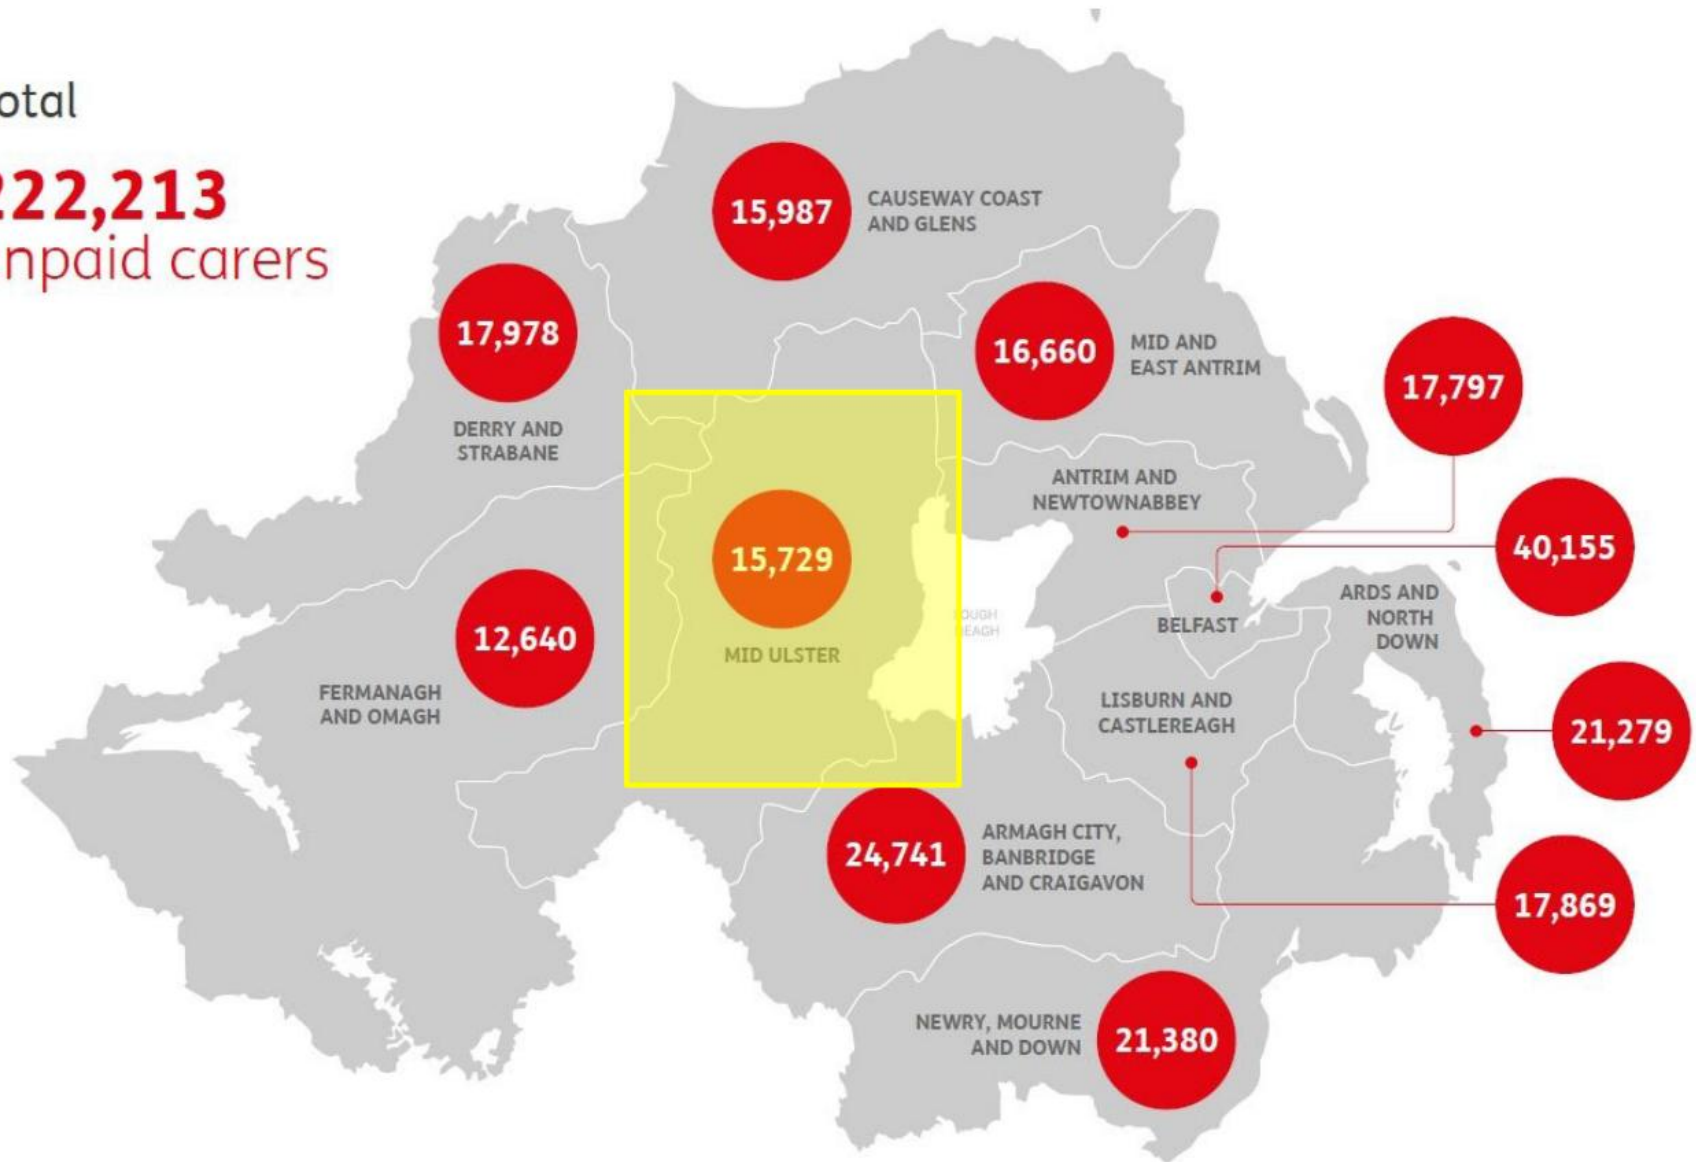 otal
222,213
npaid carers
15,987
CAUSEWAY COAST
AND GLENS
17,978
DERRY AND
STRABANE
16,660
MID AND
EAST ANTRIM
17,797
ANTRIM AND
NEWTOWNABBEY
40,155
BELFAST
ARDS AND
NORTH
DOWN
15,729
MID ULSTER
OUGH
EAGH
12,640
FERMANAGH
AND OMAGH
LISBURN AND
CASTLEREAGH
21,279
24,741
ARMAGH CITY,
BANBRIDGE
AND CRAIGAVON
17,869
NEWRY, MOURNE
AND DOWN
21,380